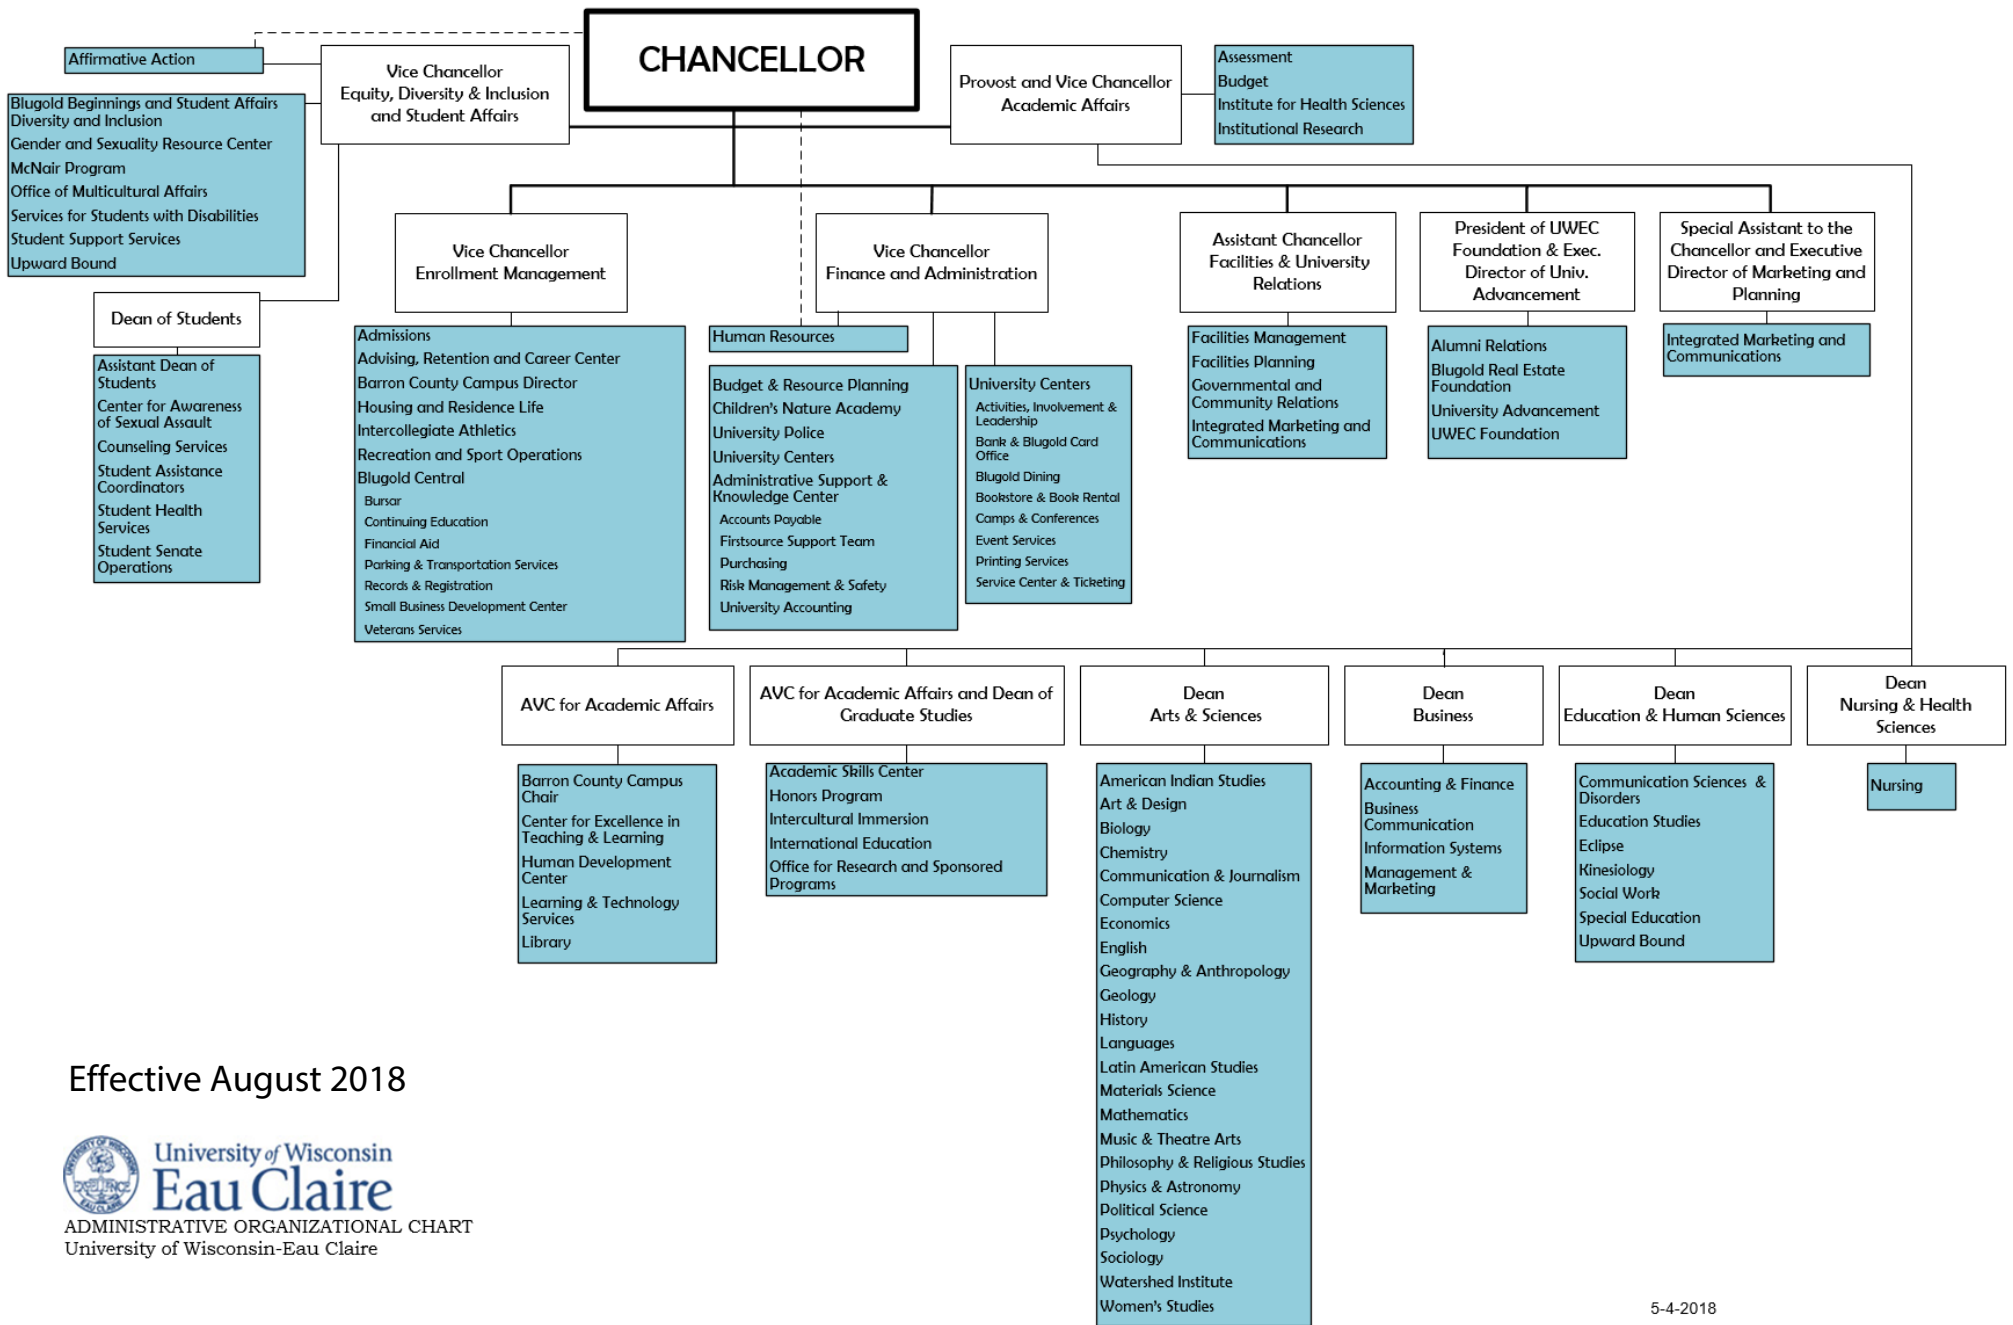 CHANCELLOR
Affirmative Action
Vice Chancellor
Equity, Diversity & Inclusion
and Student Affairs
Provost and Vice Chancellor
Academic Affairs
Assessment
Budget
Institute for Health Sciences
Institutional Research
Blugold Beginnings and Student Affairs
Diversity and Inclusion
Gender and Sexuality Resource Center
McNair Program
Office of Multicultural Affairs
Services for Students with Disabilities
Student Support Services
Upward Bound
Dean of Students
Assistant Dean of
Students
Center for Awareness
of Sexual Assault
Counseling Services
Student Assistance
Coordinators
Student Health
Services
Student Senate
Operations
Vice Chancellor
Enrollment Management
Admissions
Advising, Retention and Career Center
Barron County Campus Director
Housing and Residence Life
Intercollegiate Athletics
Recreation and Sport Operations
Blugold Central
Bursar
Continuing Education
Financial Aid
Parking & Transportation Services
Records & Registration
Small Business Development Center
Veterans Services
Vice Chancellor
Finance and Administration
Human Resources
Budget & Resource Planning
Children's Nature Academy
University Police
University Centers
Administrative Support &
Knowledge Center
Accounts Payable
Firstsource Support Team
Purchasing
Risk Management & Safety
University Accounting
University Centers
Activities, Involvement &
Leadership
Bank & Blugold Card
Office
Blugold Dining
Bookstore & Book Rental
Camps & Conferences
Event Services
Printing Services
Service Center & Ticketing
Assistant Chancellor
Facilities & University
Relations
Facilities Management
Facilities Planning
Governmental and
Community Relations
Integrated Marketing and
Communications
President of UWEC
Foundation & Exec.
Director of Univ.
Advancement
Alumni Relations
Blugold Real Estate
Foundation
University Advancement
UWEC Foundation
Special Assistant to the
Chancellor and Executive
Director of Marketing and
Planning
Integrated Marketing and
Communications
AVC for Academic Affairs
Barron County Campus
Chair
Center for Excellence in
Teaching & Learning
Human Development
Center
Learning & Technology
Services
Library
AVC for Academic Affairs and Dean of
Graduate Studies
Academic Skills Center
Honors Program
Intercultural Immersion
International Education
Office for Research and Sponsored
Programs
Dean
Arts & Sciences
American Indian Studies
Art & Design
Biology
Chemistry
Communication & Journalism
Computer Science
Economics
English
Geography & Anthropology
Geology
History
Languages
Latin American Studies
Materials Science
Mathematics
Music & Theatre Arts
Philosophy & Religious Studies
Physics & Astronomy
Political Science
Psychology
Sociology
Watershed Institute
Women's Studies
Dean
Business
Accounting & Finance
Business
Communication
Information Systems
Management &
Marketing
Dean
Education & Human Sciences
Communication Sciences &
Disorders
Education Studies
Eclipse
Kinesiology
Social Work
Special Education
Upward Bound
Dean
Nursing & Health
Sciences
Nursing
Effective August 2018
University of Wisconsin
Eau Claire
ADMINISTRATIVE ORGANIZATIONAL CHART
University of Wisconsin-Eau Claire
5-4-2018